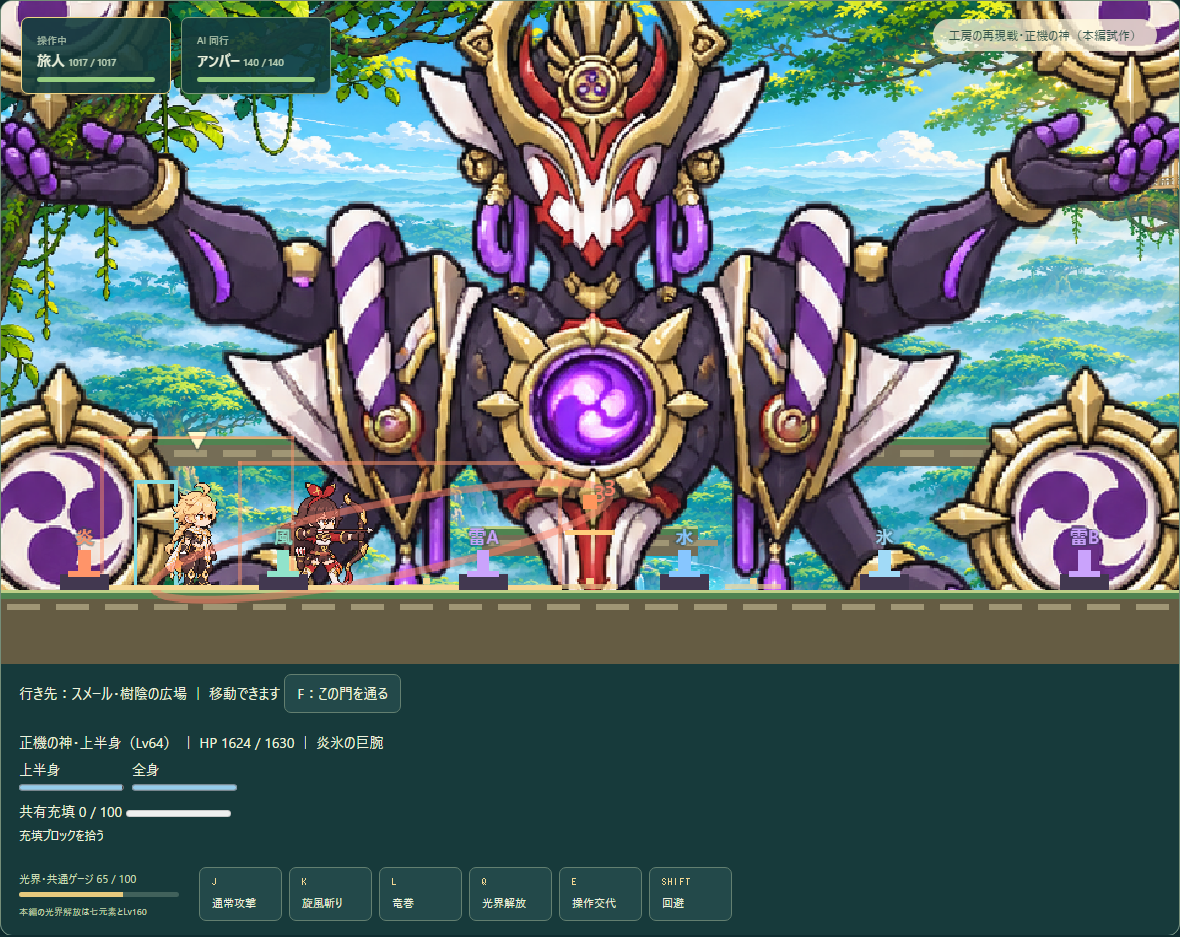 操作中
旅人 1017 / 1017
AI 同行
アンバー 140 / 140
工房の再現戦・正機の神（本編試作）
33
炎
風
雷A
水
氷
雷B
行き先：スメール・樹陰の広場 ｜ 移動できます
F：この門を通る
正機の神・上半身（Lv64） ｜ HP 1624 / 1630 ｜ 炎氷の巨腕
上半身
全身
共有充填 0 / 100
充填ブロックを拾う
光界・共通ゲージ 65 / 100
本編の光界解放は七元素とLv160
J
通常攻撃
K
旋風斬り
L
竜巻
Q
光界解放
E
操作交代
SHIFT
回避